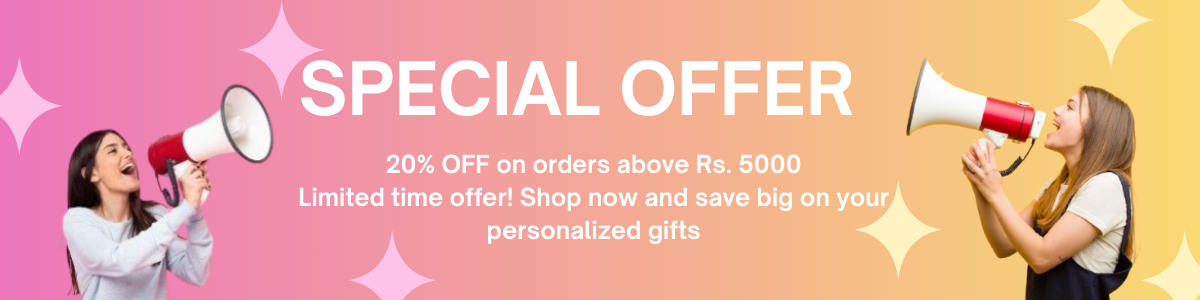 SPECIAL OFFER
20% OFF on orders above Rs. 5000
Limited time offer! Shop now and save big on your
personalized gifts